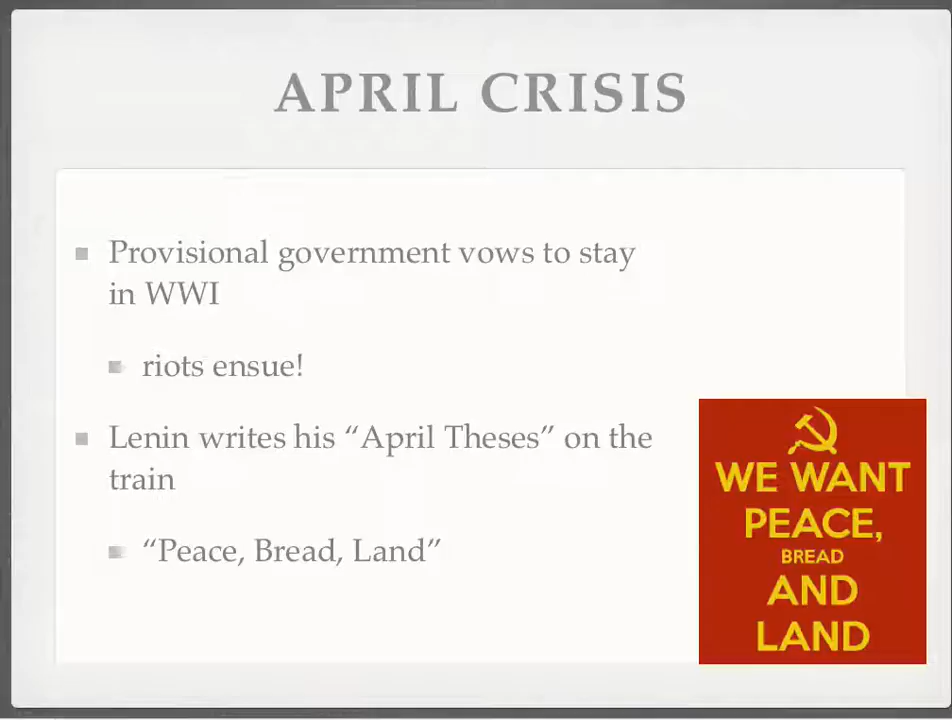 APRIL CRISIS
Provisional government vows to stay
in WWI
riots ensue!
Lenin writes his “April Theses” on the
train
“Peace, Bread, Land”
WE WANT
PEACE,
BREAD
AND
LAND